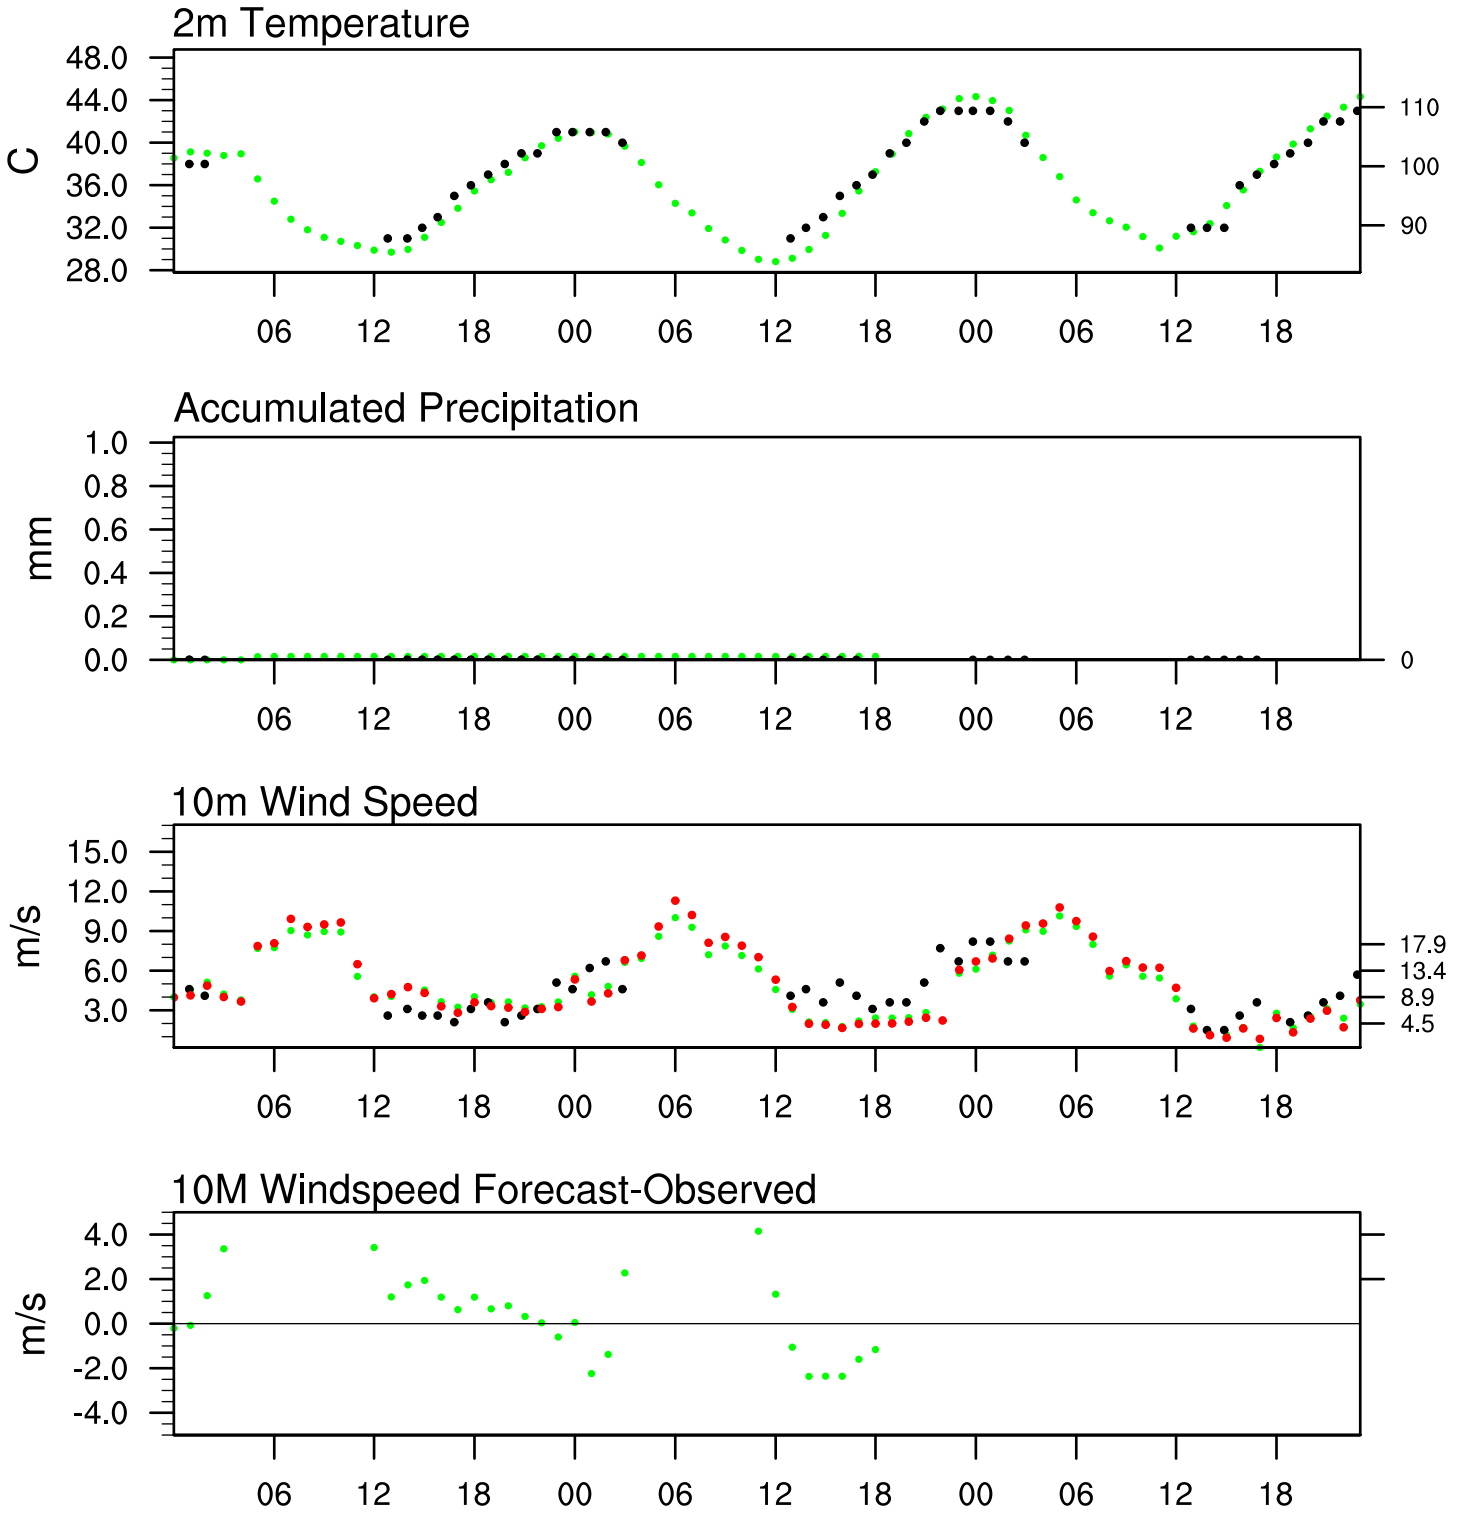 2m Temperature
48.0
44.0
40.0
36.0
32.0
28.0
C
110
100
90
06 12 18 00 06 12 18 00 06 12 18
Accumulated Precipitation
1.0
0.8
0.6
0.4
0.2
0.0
mm
0
06 12 18 00 06 12 18 00 06 12 18
10m Wind Speed
15.0
12.0
9.0
6.0
3.0
m/s
17.9
13.4
8.9
4.5
06 12 18 00 06 12 18 00 06 12 18
10M Windspeed Forecast-Observed
4.0
2.0
0.0
-2.0
-4.0
m/s
06 12 18 00 06 12 18 00 06 12 18